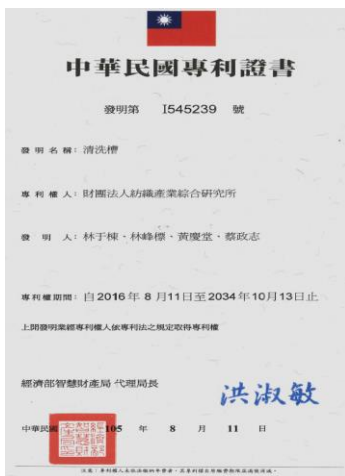 中華民國專利證書
發明第 I545239 號
發明名稱：清洗槽
專利權人：財團法人紡織產業綜合研究所
發明人：林于棟、林峰標、黃慶堂、蔡政志
專利權期間：自2016年8月11日至2034年10月13日止
上開發明業經專利權人依專利法之規定取得專利權
經濟部智慧財產局 代理局長
洪淑敏
中華民國 105 年 8 月 11 日